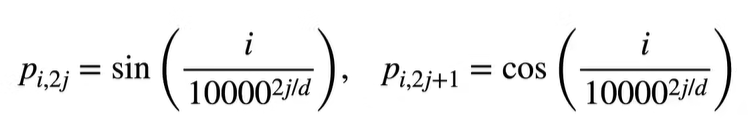 p_{i,2j} = sin ( i / 10000^{2j/d} ), p_{i,2j+1} = cos ( i / 10000^{2j/d} )